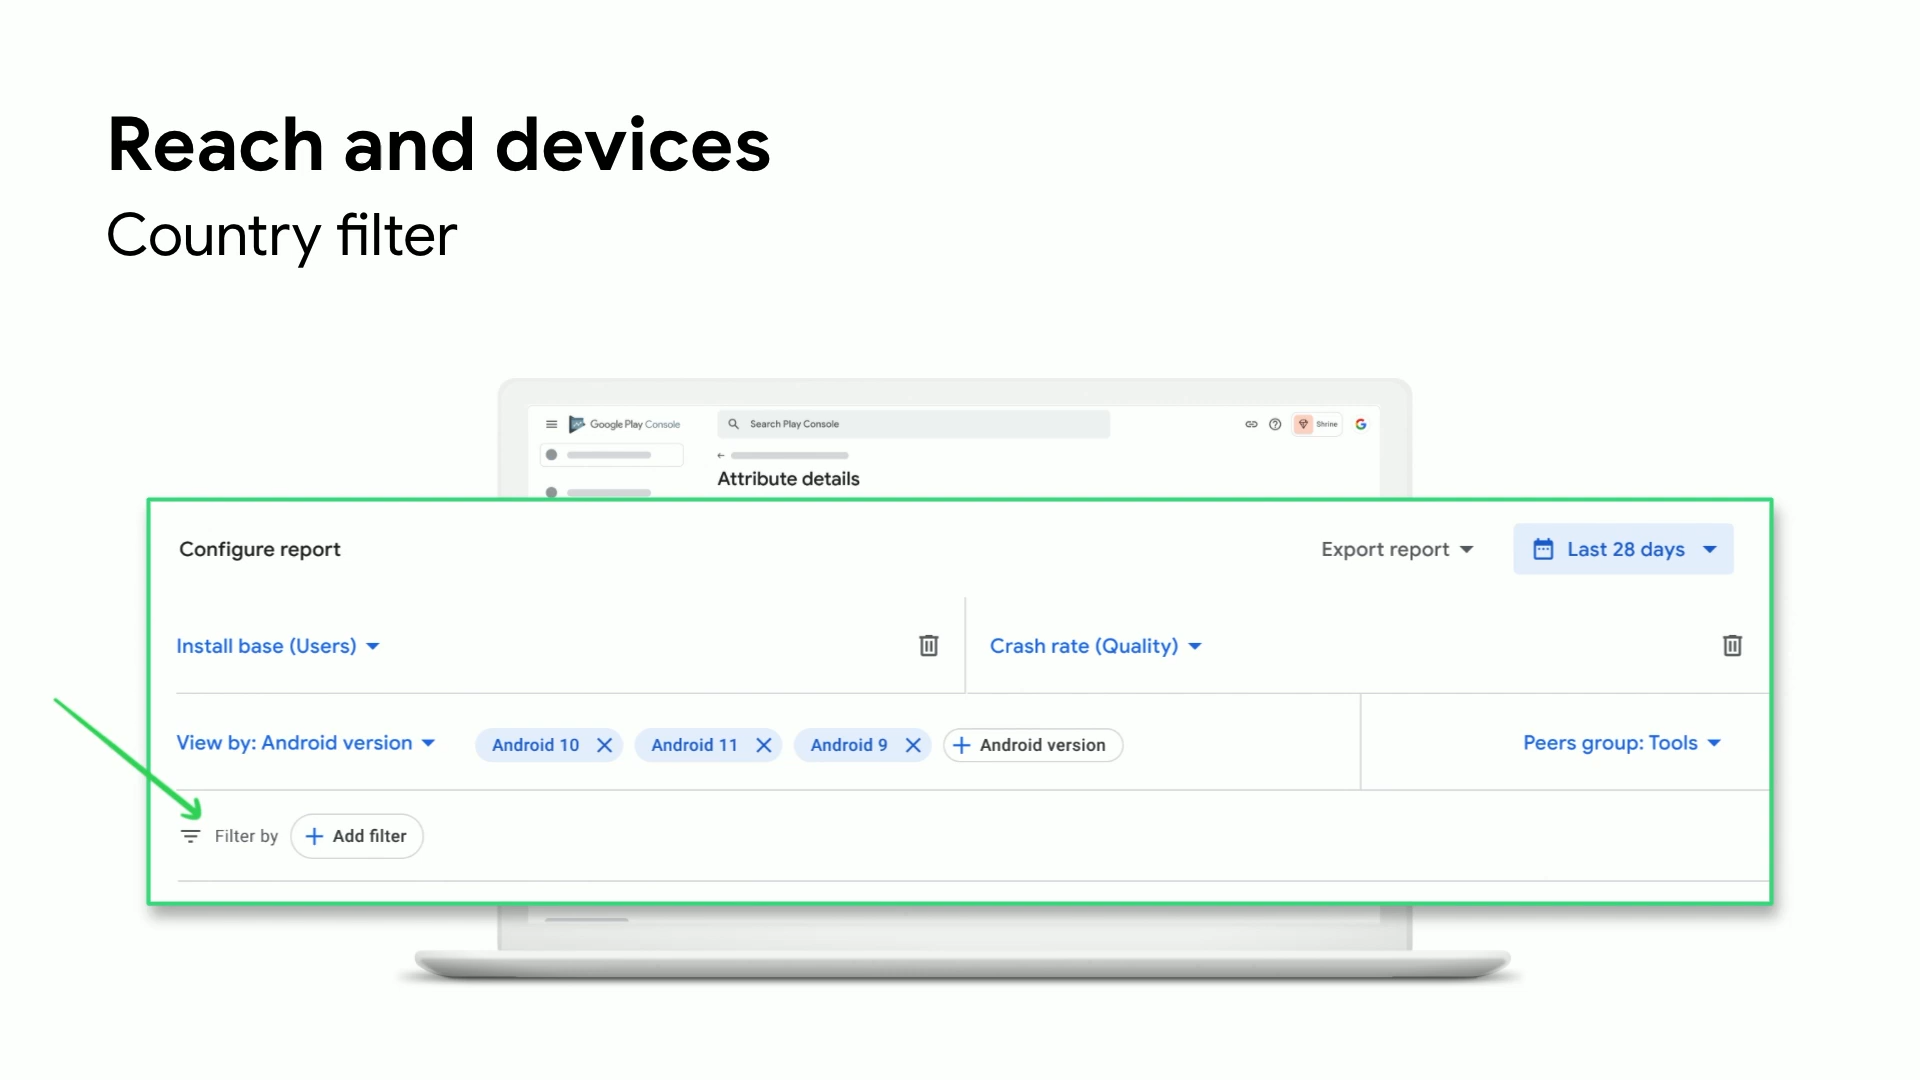 Reach and devices
Country filter
Google Play Console
Search Play Console
Shrine
Attribute details
Configure report
Export report
Last 28 days
Install base (Users)
Crash rate (Quality)
View by: Android version
Android 10
Android 11
Android 9
Android version
Peers group: Tools
Filter by
Add filter